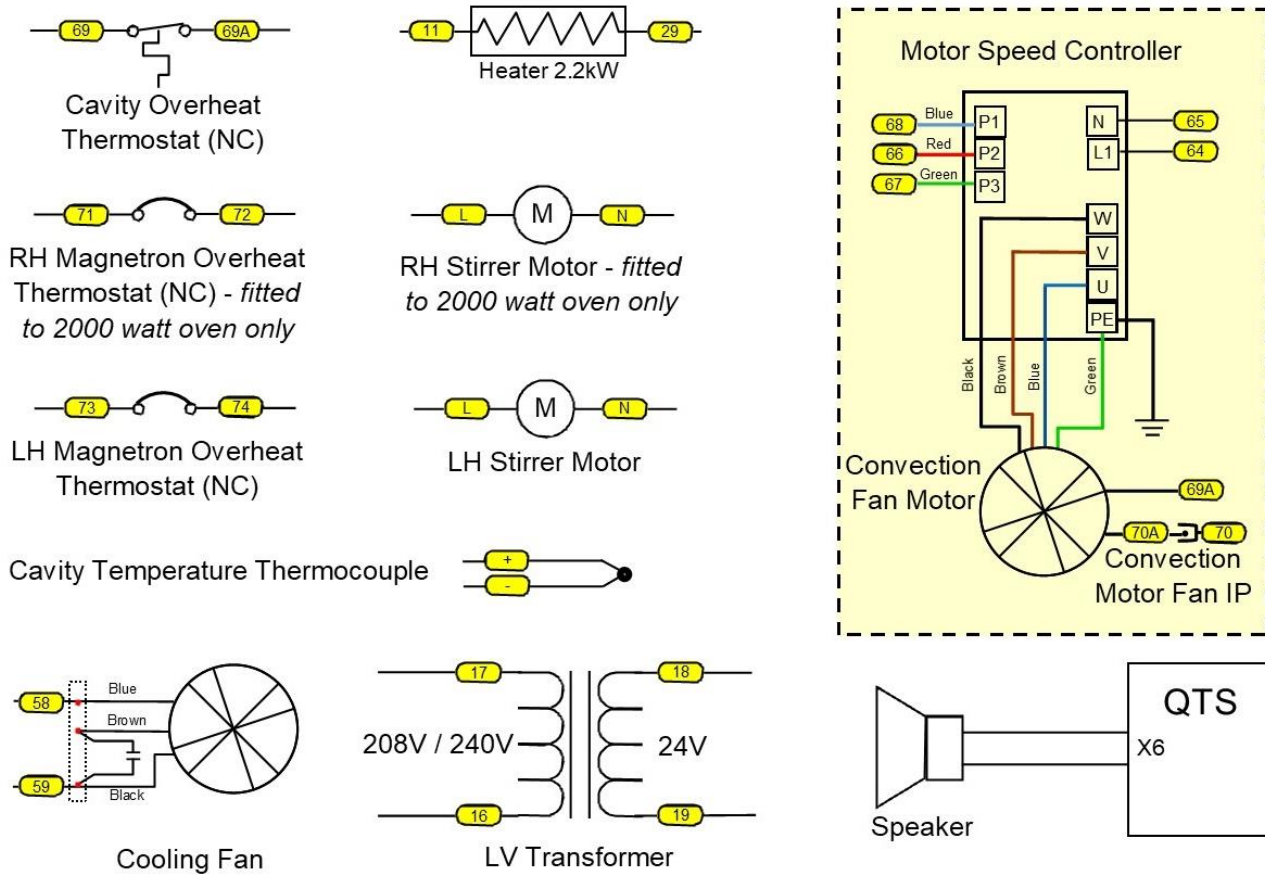 69
69A
Cavity Overheat
Thermostat (NC)
11
29
Heater 2.2kW
71
72
RH Magnetron Overheat
Thermostat (NC) - fitted
to 2000 watt oven only
L
M
N
RH Stirrer Motor - fitted
to 2000 watt oven only
73
74
LH Magnetron Overheat
Thermostat (NC)
L
M
N
LH Stirrer Motor
Cavity Temperature Thermocouple
+
-
58
Blue
Brown
59
Black
Cooling Fan
17
18
208V / 240V
24V
16
19
LV Transformer
Motor Speed Controller
68
Blue
P1
N
65
66
Red
P2
L1
64
67
Green
P3
W
V
U
PE
Black
Brown
Blue
Green
Convection
Fan Motor
69A
70A
70
Convection
Motor Fan IP
QTS
X6
Speaker